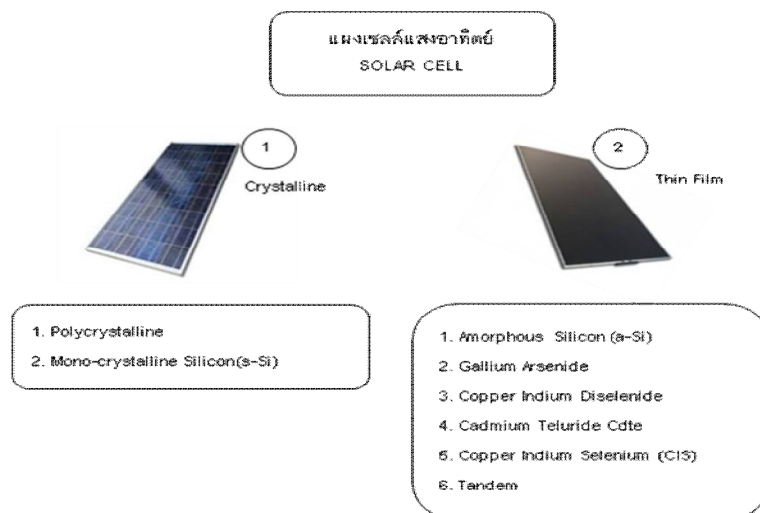 แผงเซลล์แสงอาทิตย์
SOLAR CELL
1
Crystalline
2
Thin Film
1. Polycrystalline
2. Mono-crystalline Silicon(s-Si)
1. Amorphous Silicon (a-Si)
2. Gallium Arsenide
3. Copper Indium Diselenide
4. Cadmium Teluride Cdte
5. Copper Indium Selenium (CIS)
6. Tandem